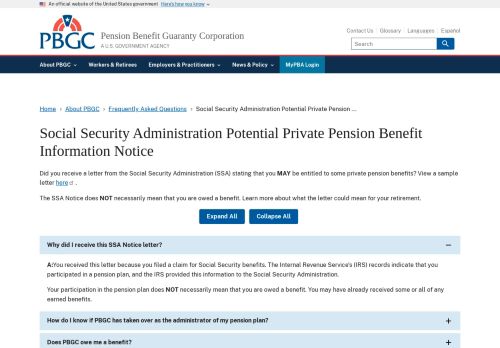 An official website of the United States government Here's how you know
PBGC
Pension Benefit Guaranty Corporation
A U.S. GOVERNMENT AGENCY
Contact Us Glossary Languages Español
Search
About PBGC Workers & Retirees Employers & Practitioners News & Policy MyPBA Login
Home › About PBGC › Frequently Asked Questions › Social Security Administration Potential Private Pension ...
Social Security Administration Potential Private Pension Benefit
Information Notice
Did you receive a letter from the Social Security Administration (SSA) stating that you MAY be entitled to some private pension benefits? View a sample
letter here .
The SSA Notice does NOT necessarily mean that you are owed a benefit. Learn more about what the letter could mean for your retirement.
Expand All Collapse All
Why did I receive this SSA Notice letter?
A:You received this letter because you filed a claim for Social Security benefits. The Internal Revenue Service's (IRS) records indicate that you
participated in a pension plan, and the IRS provided this information to the Social Security Administration.
Your participation in the pension plan does NOT necessarily mean that you are owed a benefit. You may have already received some or all of any
earned benefits.
How do I know if PBGC has taken over as the administrator of my pension plan?
Does PBGC owe me a benefit?